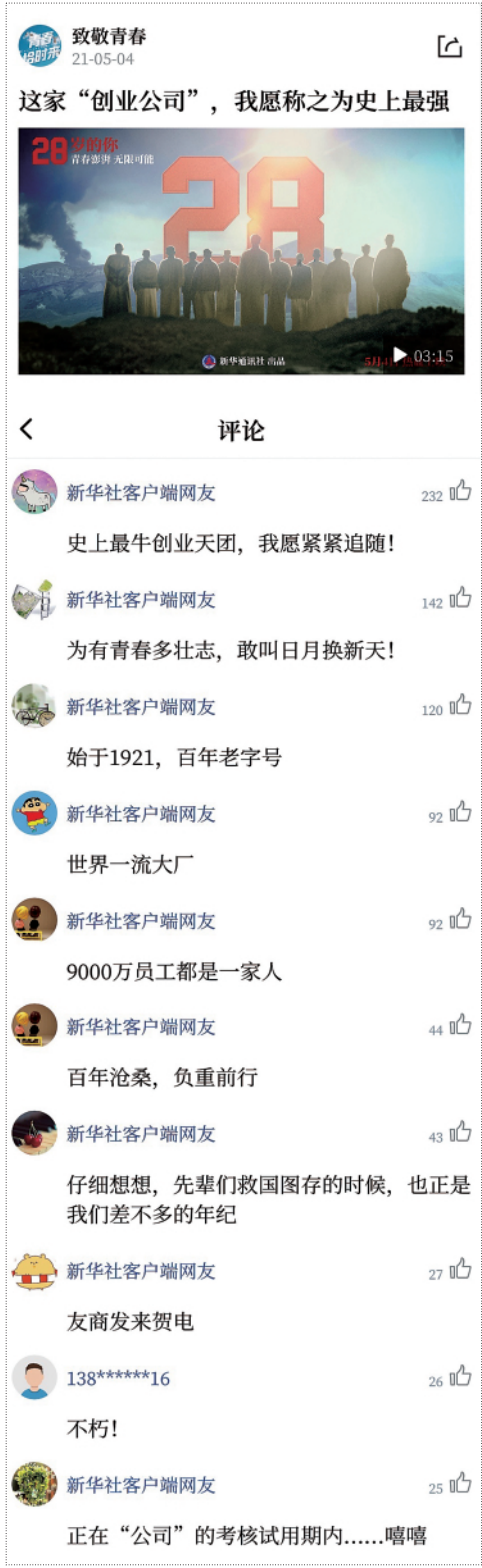 致敬青春
21-05-04
这家“创业公司”，我愿称之为史上最强
28岁的你
青春澎湃 无限可能
28
新华通讯社 出品
03:15
评论
新华社客户端网友
232
史上最牛创业天团，我愿紧紧追随！
新华社客户端网友
142
为有青春多壮志，敢叫日月换新天！
新华社客户端网友
120
始于1921，百年老字号
新华社客户端网友
92
世界一流大厂
新华社客户端网友
92
9000万员工都是一家人
新华社客户端网友
44
百年沧桑，负重前行
新华社客户端网友
43
仔细想想，先辈们救国图存的时候，也正是
我们差不多的年纪
新华社客户端网友
27
友商发来贺电
138******16
26
不朽！
新华社客户端网友
25
正在“公司”的考核试用期内……嘻嘻